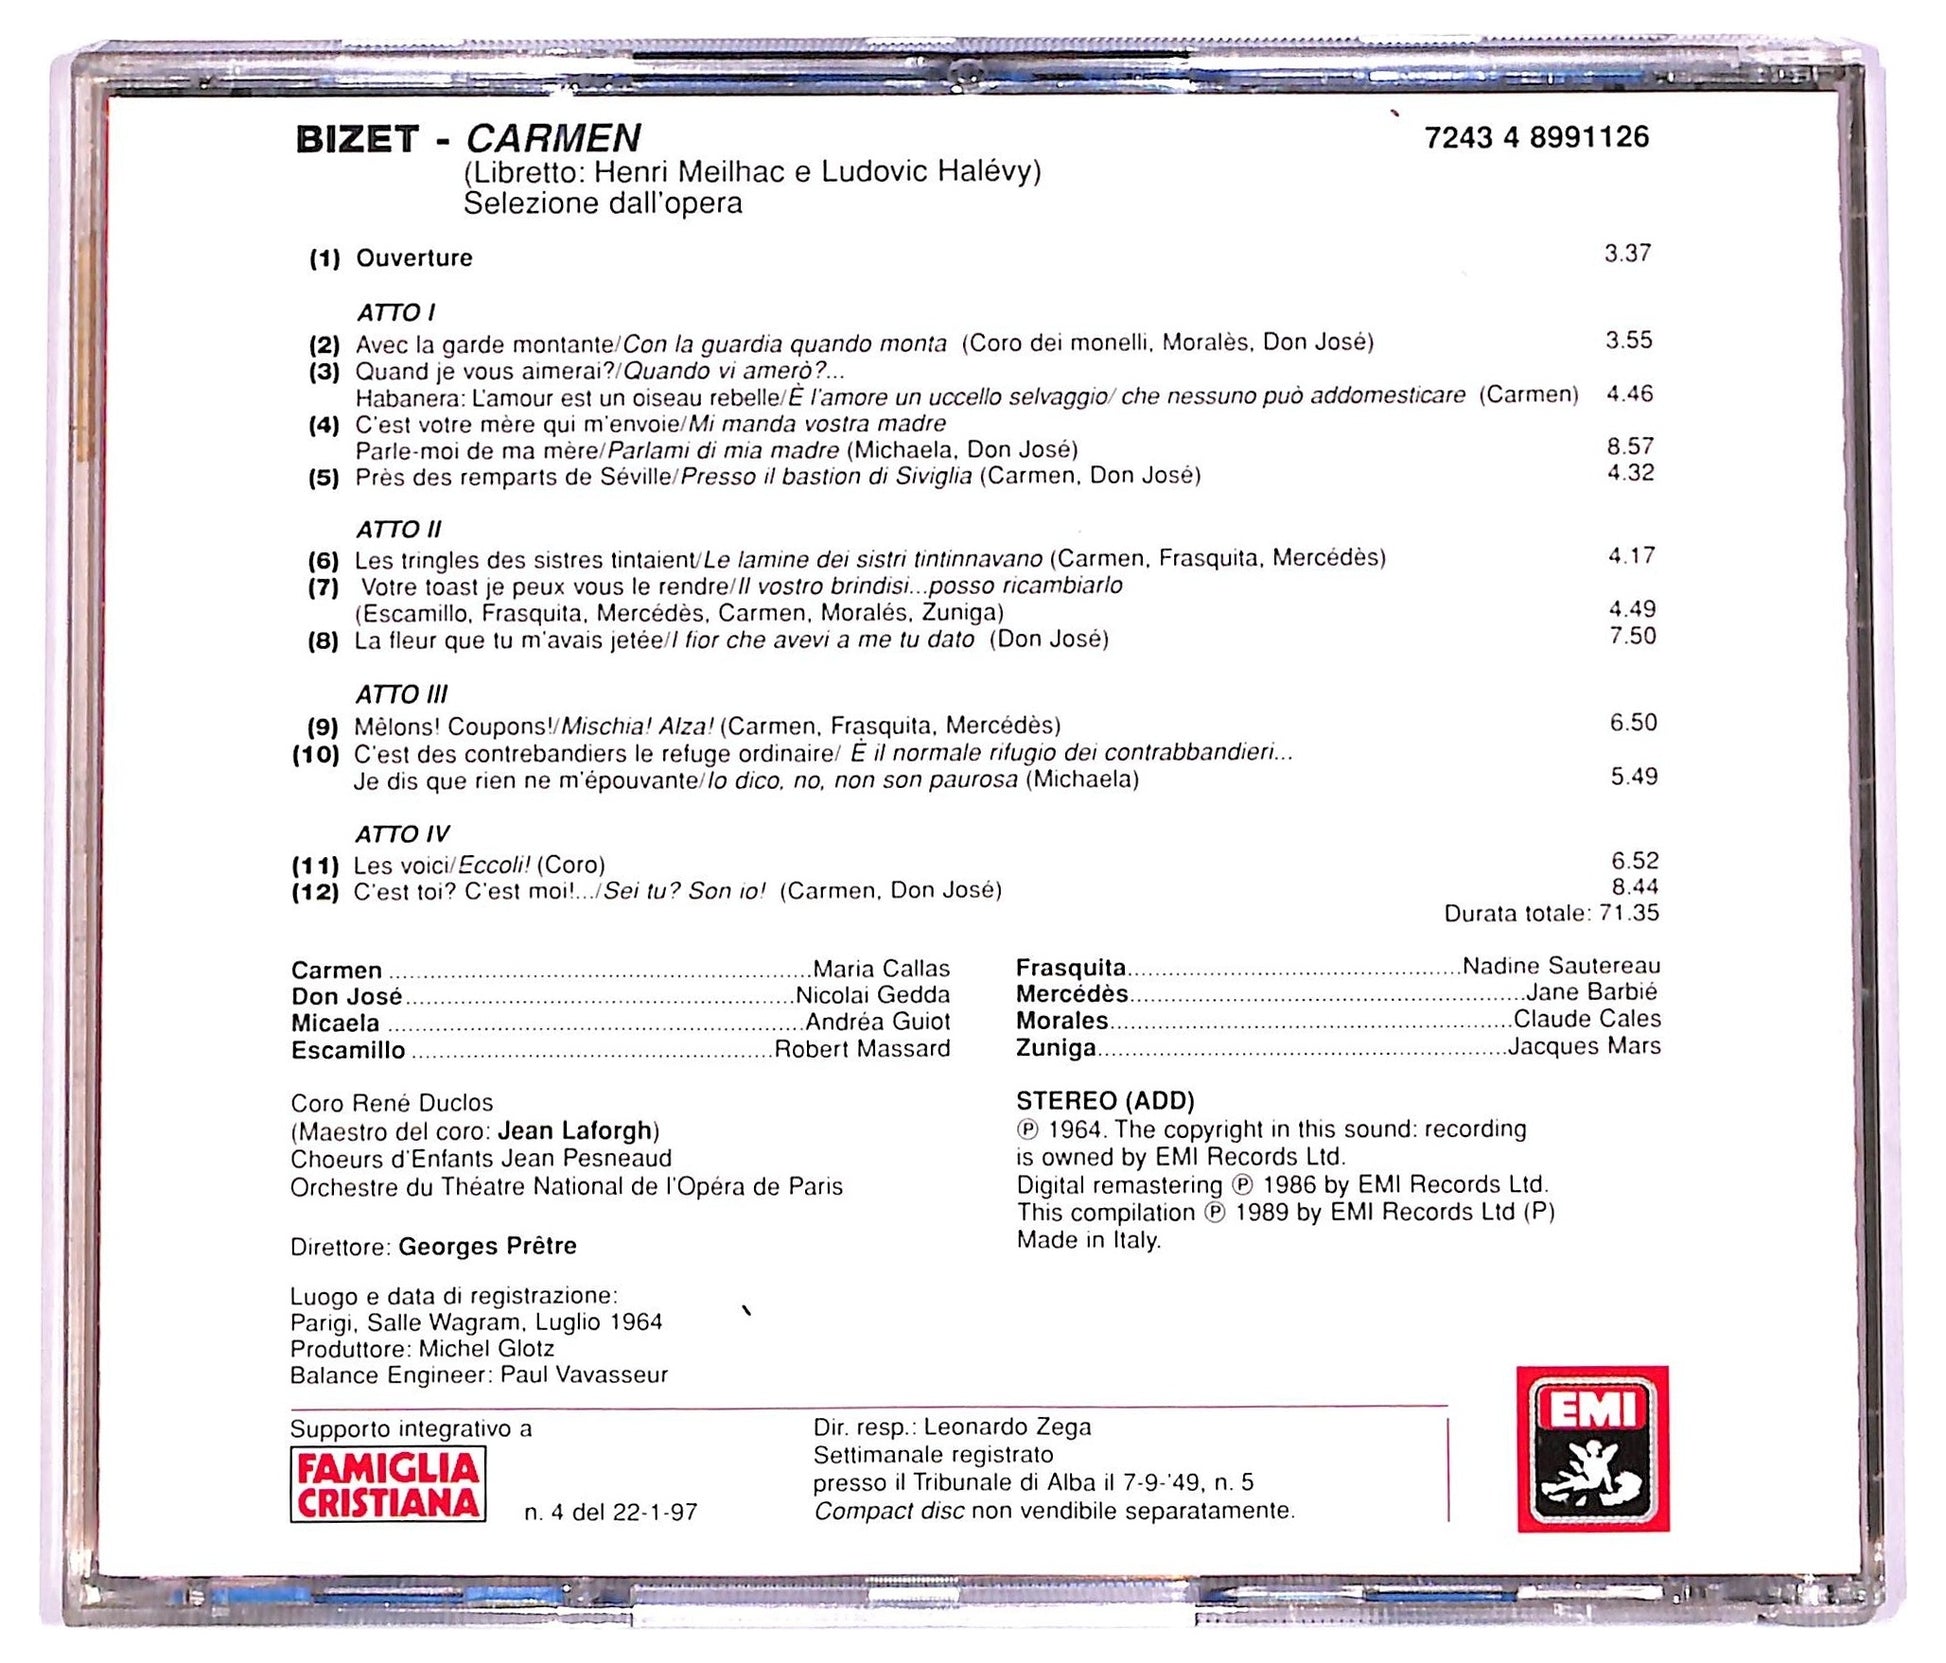 BIZET - CARMEN 7243 4 8991126
(Libretto: Henri Meilhac e Ludovic Halévy)
Selezione dall'opera
(1) Ouverture 3.37
ATTO I
(2) Avec la garde montante/Con la guardia quando monta (Coro dei monelli, Moralès, Don José) 3.55
(3) Quand je vous aimerai?/Quando vi amerò?...
Habanera: L'amour est un oiseau rebelle/È l'amore un uccello selvaggio/ che nessuno può addomesticare (Carmen) 4.46
(4) C'est votre mère qui m'envoie/Mi manda vostra madre
Parle-moi de ma mère/Parlami di mia madre (Michaela, Don José) 8.57
(5) Près des remparts de Séville/Presso il bastion di Siviglia (Carmen, Don José) 4.32
ATTO II
(6) Les tringles des sistres tintaient/Le lamine dei sistri tintinnavano (Carmen, Frasquita, Mercédès) 4.17
(7) Votre toast je peux vous le rendre/Il vostro brindisi...posso ricambiarlo
(Escamillo, Frasquita, Mercédès, Carmen, Moralés, Zuniga) 4.49
(8) La fleur que tu m'avais jetée/I fior che avevi a me tu dato (Don José) 7.50
ATTO III
(9) Mêlons! Coupons!/Mischia! Alza! (Carmen, Frasquita, Mercédès) 6.50
(10) C'est des contrebandiers le refuge ordinaire/ È il normale rifugio dei contrabbandieri...
Je dis que rien ne m'épouvante/Io dico, no, non son paurosa (Michaela) 5.49
ATTO IV
(11) Les voici/Eccoli! (Coro) 6.52
(12) C'est toi? C'est moi!.../Sei tu? Son io! (Carmen, Don José) 8.44
Durata totale: 71.35
Carmen Maria Callas
Don José Nicolai Gedda
Micaela Andréa Guiot
Escamillo Robert Massard
Frasquita Nadine Sautereau
Mercédès Jane Barbié
Morales Claude Cales
Zuniga Jacques Mars
Coro René Duclos
(Maestro del coro: Jean Laforgh)
Choeurs d'Enfants Jean Pesneaud
Orchestre du Théatre National de l'Opéra de Paris
Direttore: Georges Prêtre
Luogo e data di registrazione:
Parigi, Salle Wagram, Luglio 1964
Produttore: Michel Glotz
Balance Engineer: Paul Vavasseur
STEREO (ADD)
℗ 1964. The copyright in this sound: recording
is owned by EMI Records Ltd.
Digital remastering ℗ 1986 by EMI Records Ltd.
This compilation ℗ 1989 by EMI Records Ltd (P)
Made in Italy.
Supporto integrativo a
FAMIGLIA
CRISTIANA
n. 4 del 22-1-97
Dir. resp.: Leonardo Zega
Settimanale registrato
presso il Tribunale di Alba il 7-9-'49, n. 5
Compact disc non vendibile separatamente.
EMI